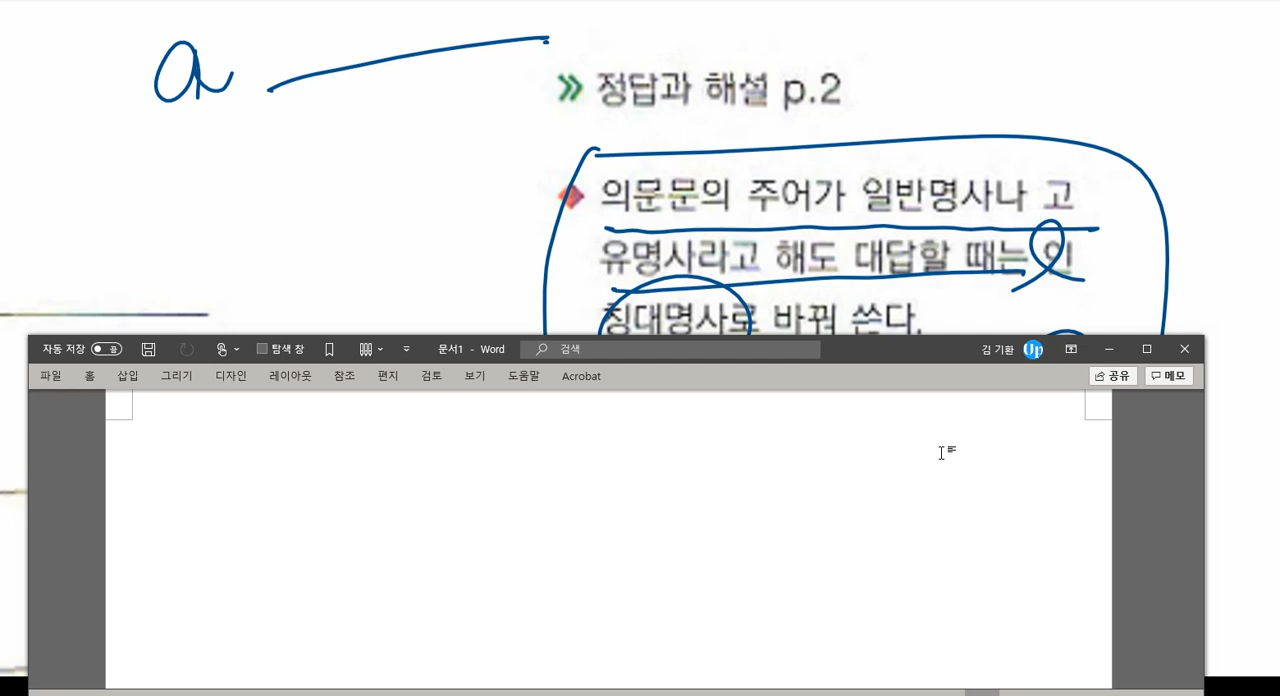 a
정답과 해설 p.2
의문문의 주어가 일반명사나 고
유명사라고 해도 대답할 때는 인
칭대명사로 바꿔 쓴다.
자동 저장 끔 탐색 창 문서1 - Word 검색 김 기환 Up
파일 홈 삽입 그리기 디자인 레이아웃 참조 편지 검토 보기 도움말 Acrobat 공유 메모